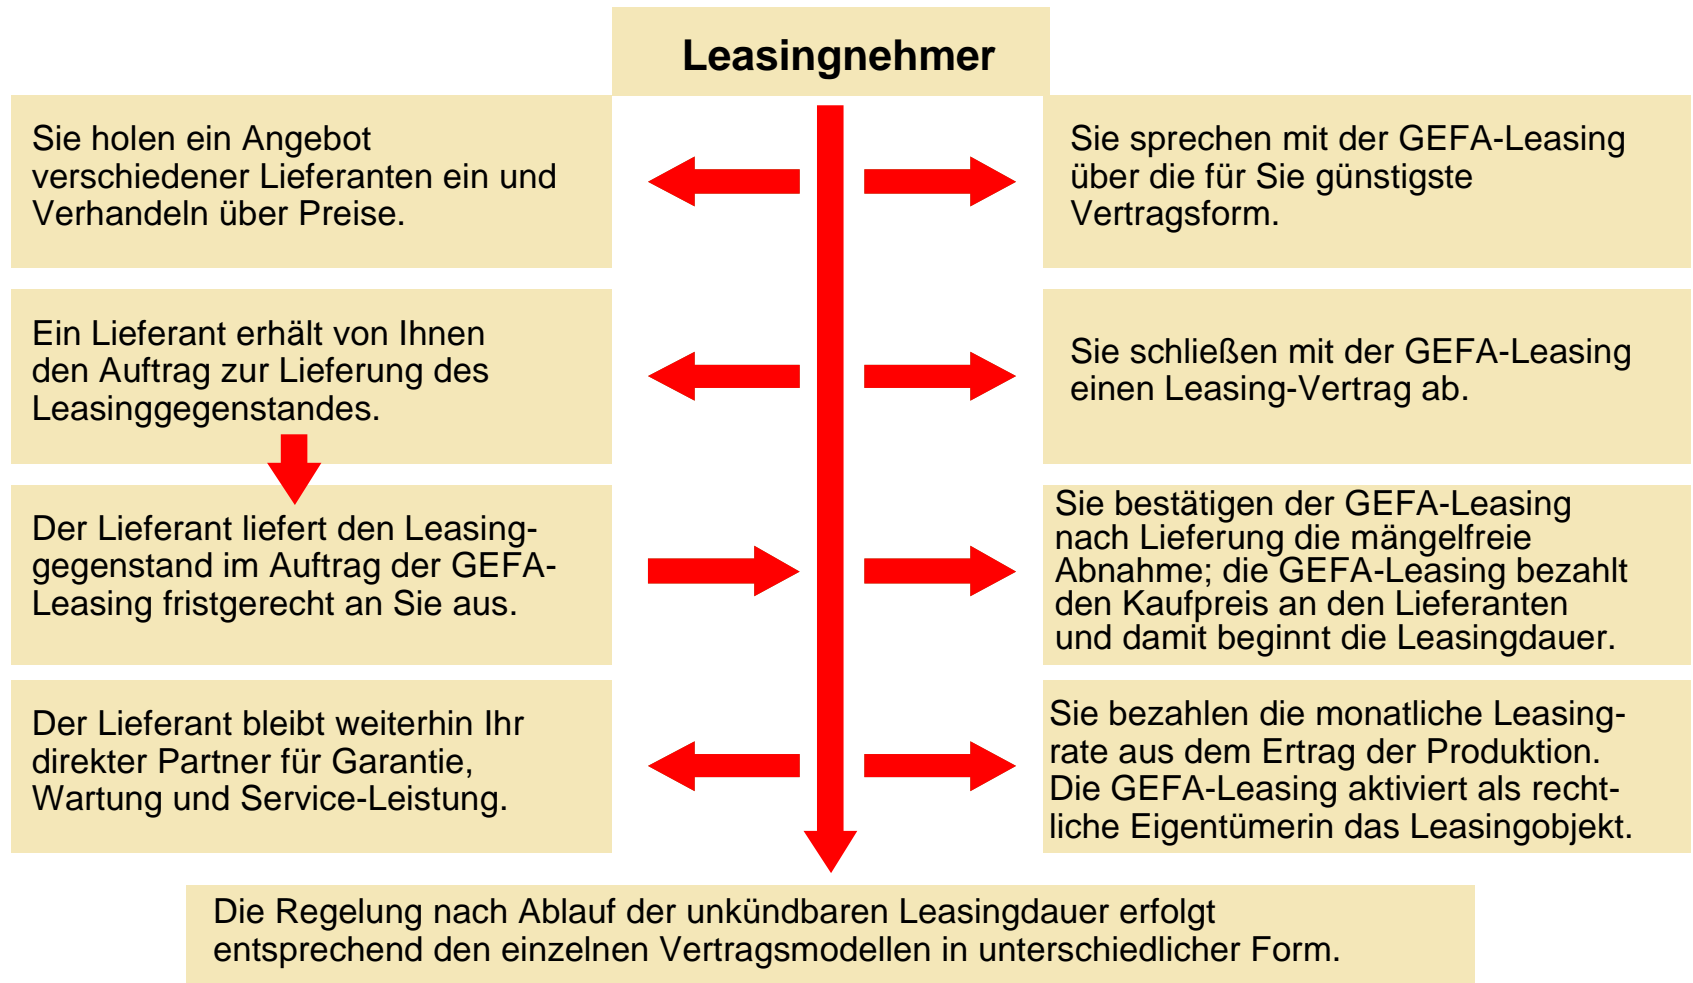 Leasingnehmer
Sie holen ein Angebot
verschiedener Lieferanten ein und
Verhandeln über Preise.
Sie sprechen mit der GEFA-Leasing
über die für Sie günstigste
Vertragsform.
Ein Lieferant erhält von Ihnen
den Auftrag zur Lieferung des
Leasinggegenstandes.
Sie schließen mit der GEFA-Leasing
einen Leasing-Vertrag ab.
Der Lieferant liefert den Leasing-
gegenstand im Auftrag der GEFA-
Leasing fristgerecht an Sie aus.
Sie bestätigen der GEFA-Leasing
nach Lieferung die mängelfreie
Abnahme; die GEFA-Leasing bezahlt
den Kaufpreis an den Lieferanten
und damit beginnt die Leasingdauer.
Der Lieferant bleibt weiterhin Ihr
direkter Partner für Garantie,
Wartung und Service-Leistung.
Sie bezahlen die monatliche Leasing-
rate aus dem Ertrag der Produktion.
Die GEFA-Leasing aktiviert als recht-
liche Eigentümerin das Leasingobjekt.
Die Regelung nach Ablauf der unkündbaren Leasingdauer erfolgt
entsprechend den einzelnen Vertragsmodellen in unterschiedlicher Form.